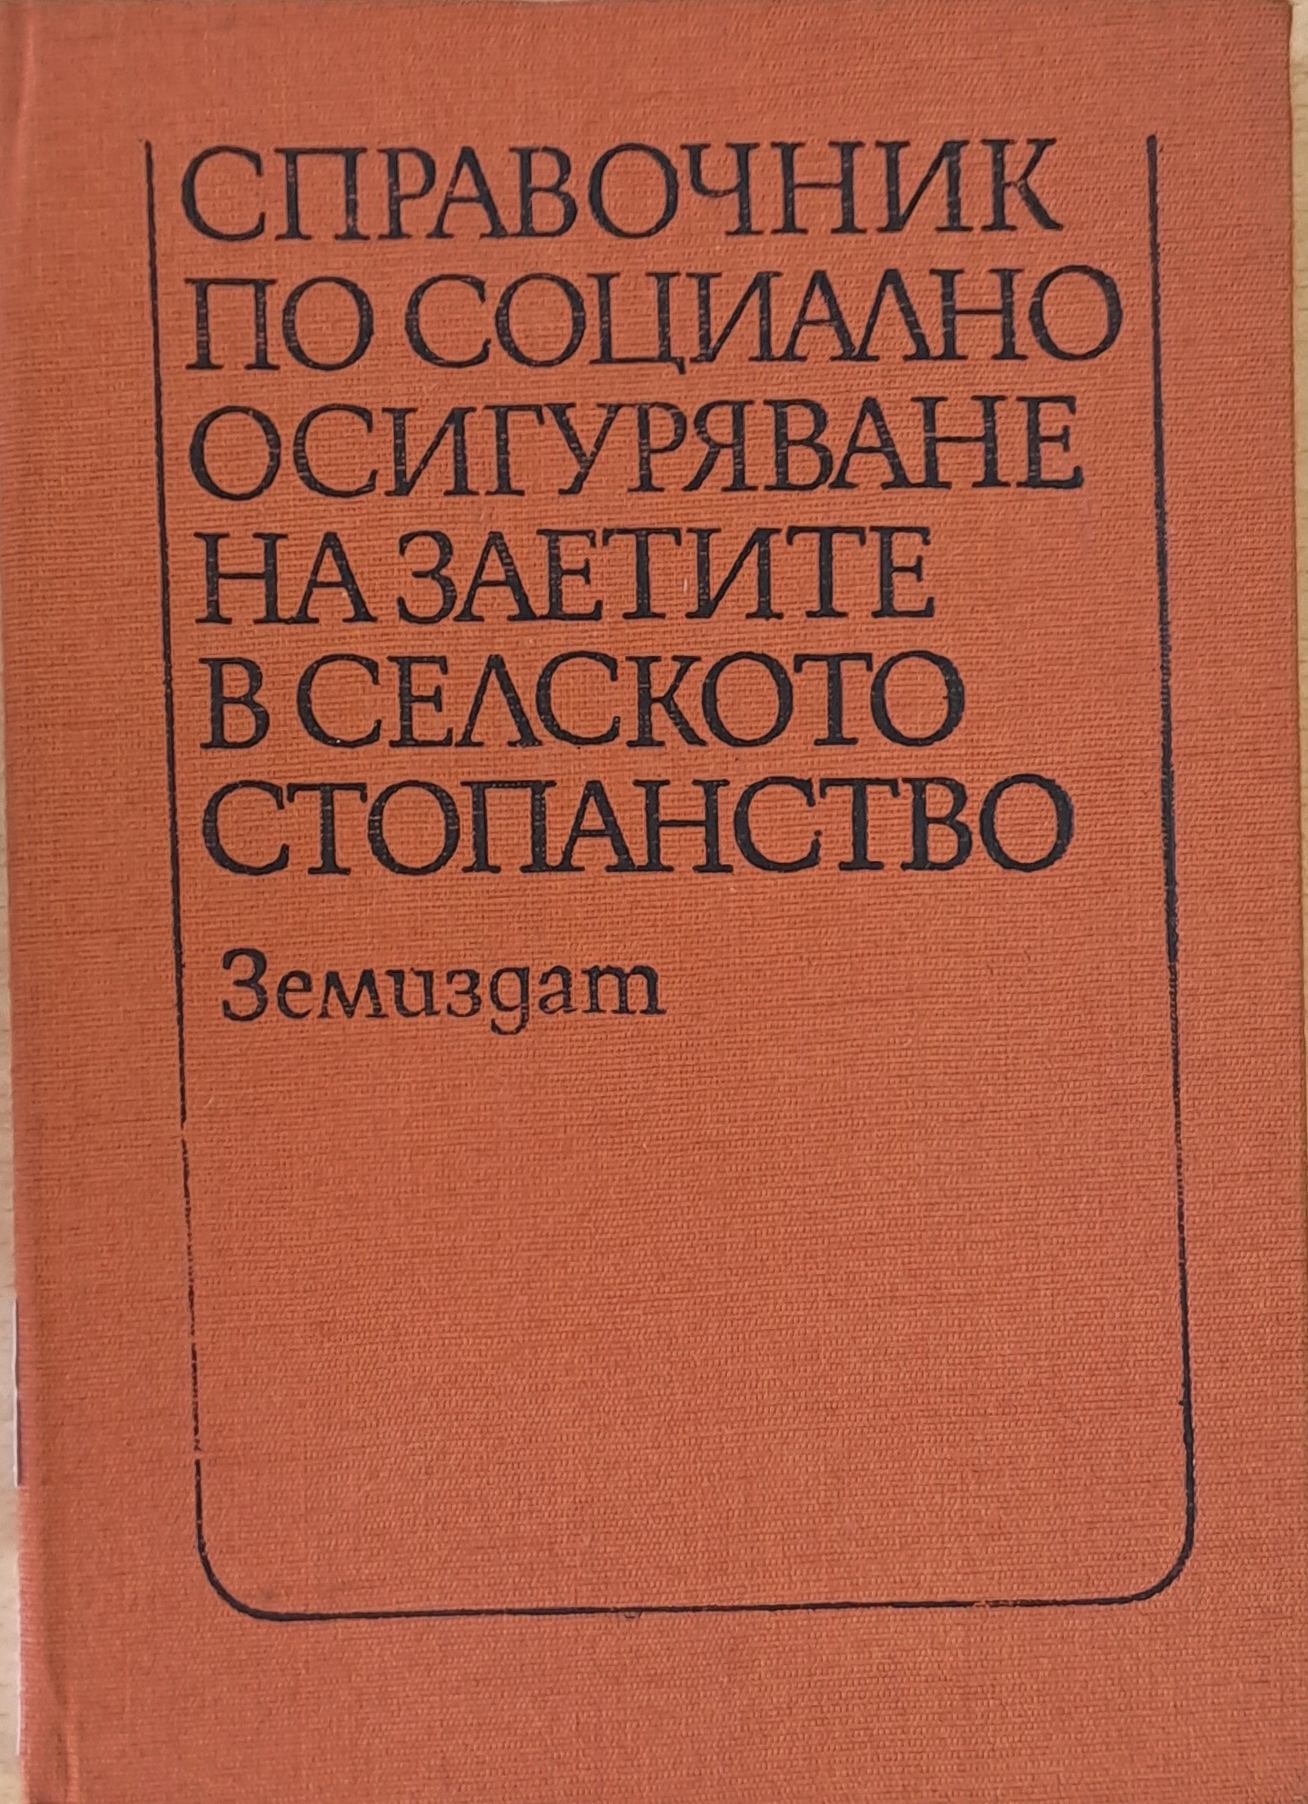 СПРАВОЧНИК
ПО СОЦИАЛНО
ОСИГУРЯВАНЕ
НА ЗАЕТИТЕ
В СЕЛСКОТО
СТОПАНСТВО
Земиздат